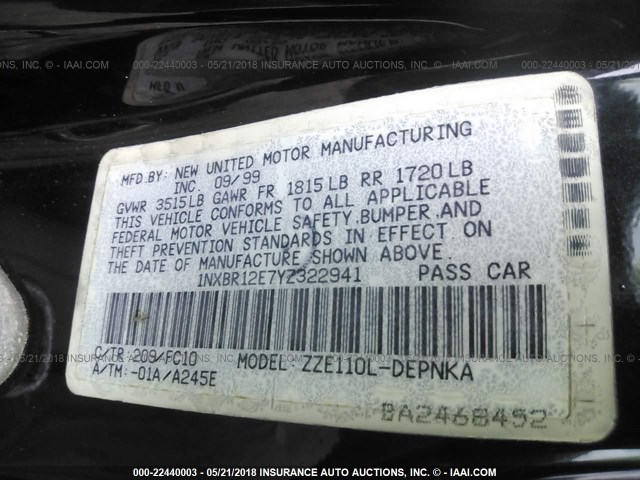 000-22440003 - 05/21/2018 INSURANCE AUTO AUCTIONS, INC. - IAAI.COM
MFD.BY: NEW UNITED MOTOR MANUFACTURING
INC. 09/99
GVWR 3515LB GAWR FR 1815LB RR 1720LB
THIS VEHICLE CONFORMS TO ALL APPLICABLE
FEDERAL MOTOR VEHICLE SAFETY,BUMPER,AND
THEFT PREVENTION STANDARDS IN EFFECT ON
THE DATE OF MANUFACTURE SHOWN ABOVE.
1NXBR12E7YZ322941 PASS CAR
C/TR:209/FC10 MODEL:ZZE110L-DEPNKA
A/TM:-01A/A245E
BA2468452
000-22440003 - 05/21/2018 INSURANCE AUTO AUCTIONS, INC. - IAAI.COM